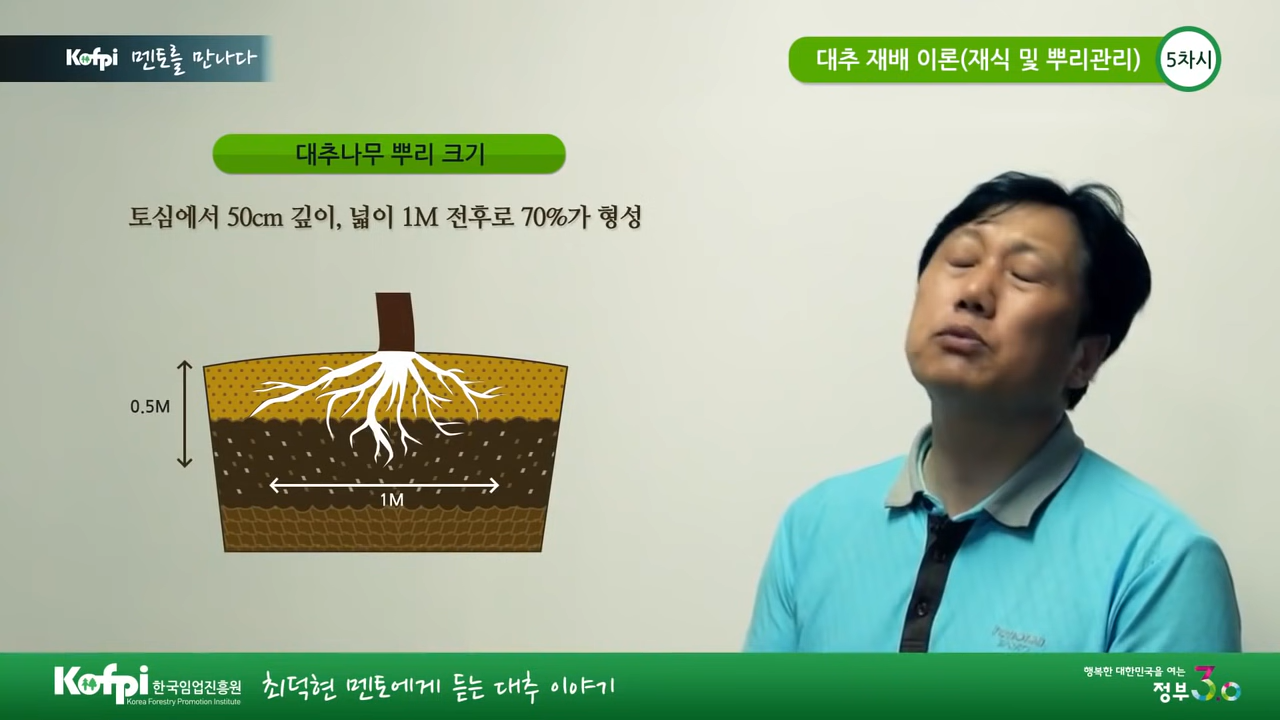 Kofpi 멘토를 만나다
대추 재배 이론(재식 및 뿌리관리)
5차시
대추나무 뿌리 크기
토심에서 50cm 깊이, 넓이 1M 전후로 70%가 형성
0.5M
1M
Kofpi 한국임업진흥원
Korea Forestry Promotion Institute
최덕현 멘토에게 듣는 대추 이야기
행복한 대한민국을 여는
정부3.0